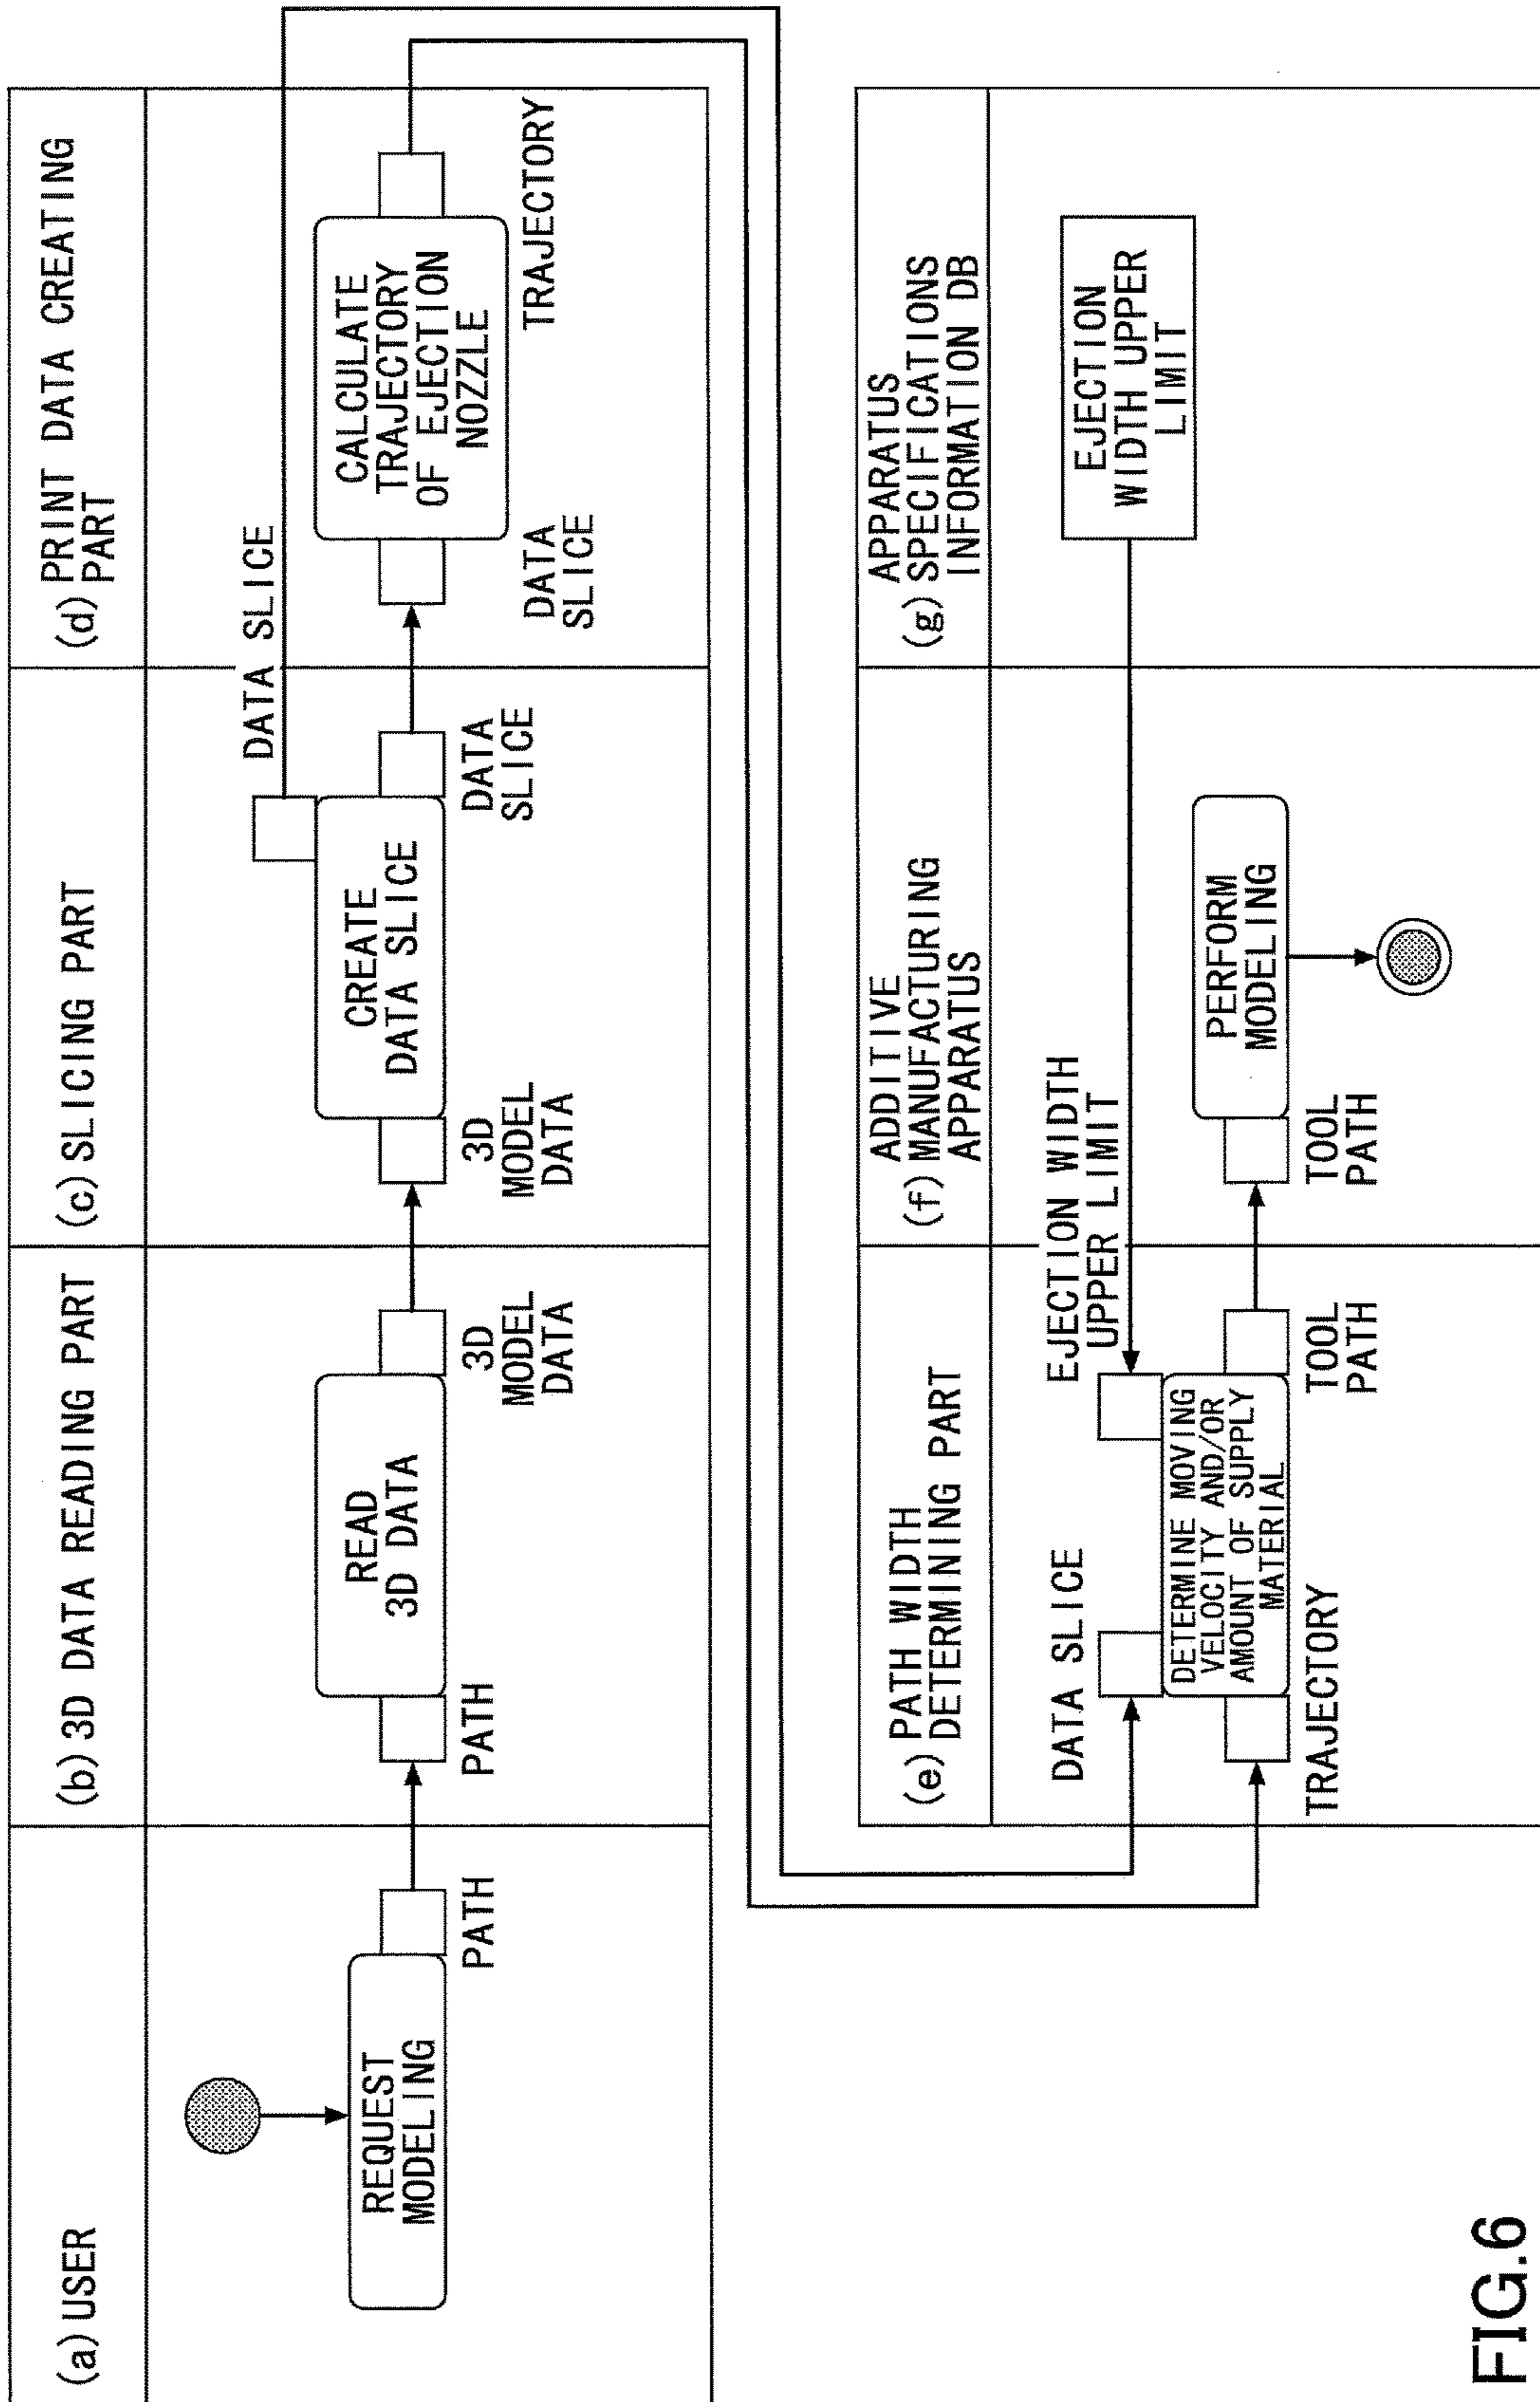 (a) USER
REQUEST
MODELING
PATH
(b) 3D DATA READING PART
PATH
READ
3D DATA
3D
MODEL
DATA
(c) SLICING PART
3D
MODEL
DATA
CREATE
DATA SLICE
DATA
SLICE
DATA SLICE
(d) PRINT DATA CREATING
PART
DATA
SLICE
CALCULATE
TRAJECTORY
OF EJECTION
NOZZLE
TRAJECTORY
(e) PATH WIDTH
DETERMINING PART
DATA SLICE
TRAJECTORY
DETERMINE MOVING
VELOCITY AND/OR
AMOUNT OF SUPPLY
MATERIAL
EJECTION WIDTH
UPPER LIMIT
TOOL
PATH
ADDITIVE
(f) MANUFACTURING
APPARATUS
TOOL
PATH
PERFORM
MODELING
APPARATUS
(g) SPECIFICATIONS
INFORMATION DB
EJECTION
WIDTH UPPER
LIMIT
FIG.6